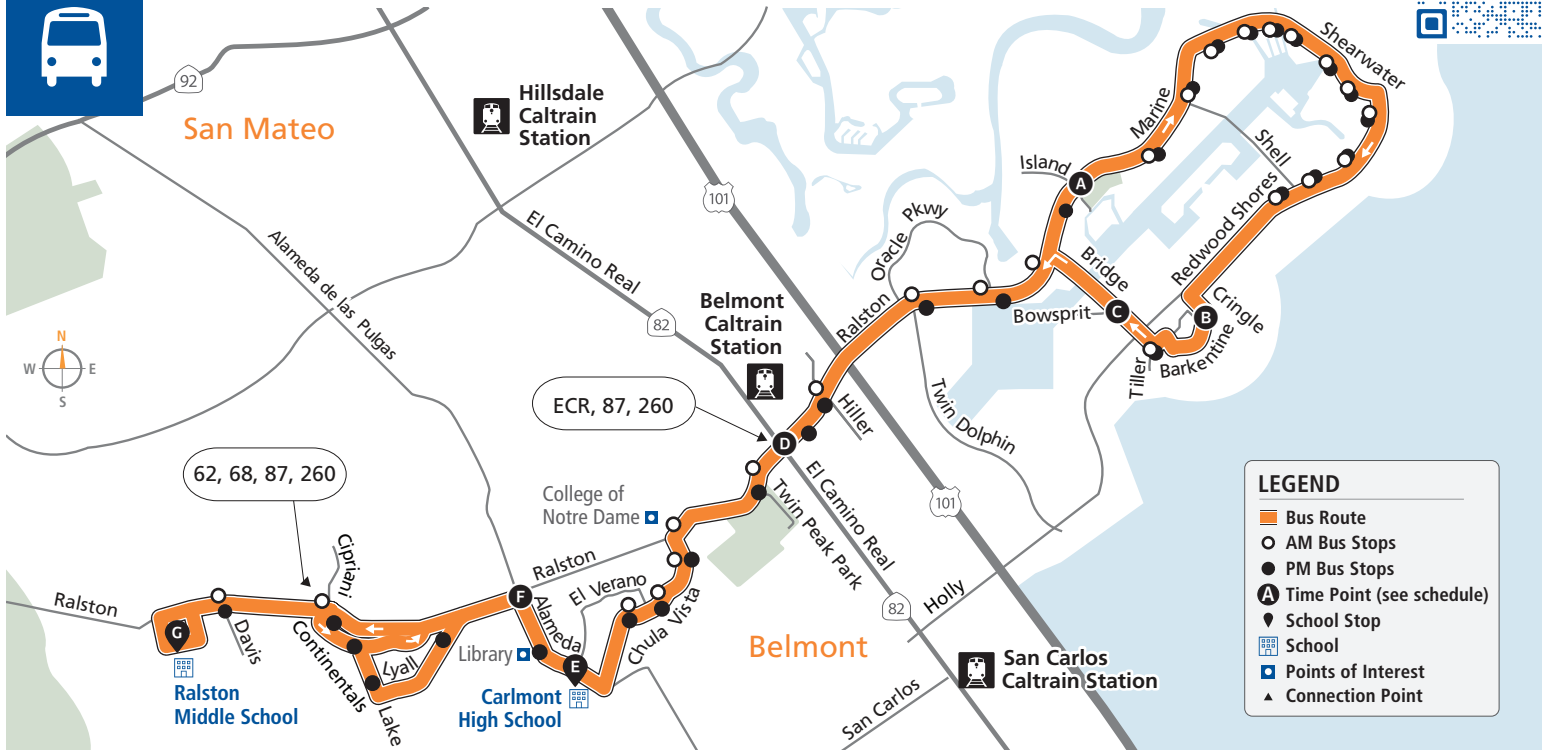 92
San Mateo
Hillsdale
Caltrain
Station
101
Shearwater
Marine
Shell
Island
Redwood Shores
A
Oracle Pkwy
El Camino Real
Alameda de las Pulgas
Bridge
Cringle
B
Belmont
Caltrain
Station
82
Ralston
Bowsprit
C
Barkentine
Tiller
N
W
E
S
ECR, 87, 260
Hiller
Twin Dolphin
D
62, 68, 87, 260
College of
Notre Dame
Twin Peak Park
El Camino Real
101
Cipriani
Ralston
El Verano
Chula Vista
82
Holly
Ralston
F
Alameda
G
Davis
Continentals
Lyall
Lake
Library
E
Belmont
Ralston
Middle School
Carlmont
High School
San Carlos
San Carlos
Caltrain Station
LEGEND
Bus Route
AM Bus Stops
PM Bus Stops
A Time Point (see schedule)
School Stop
School
Points of Interest
Connection Point